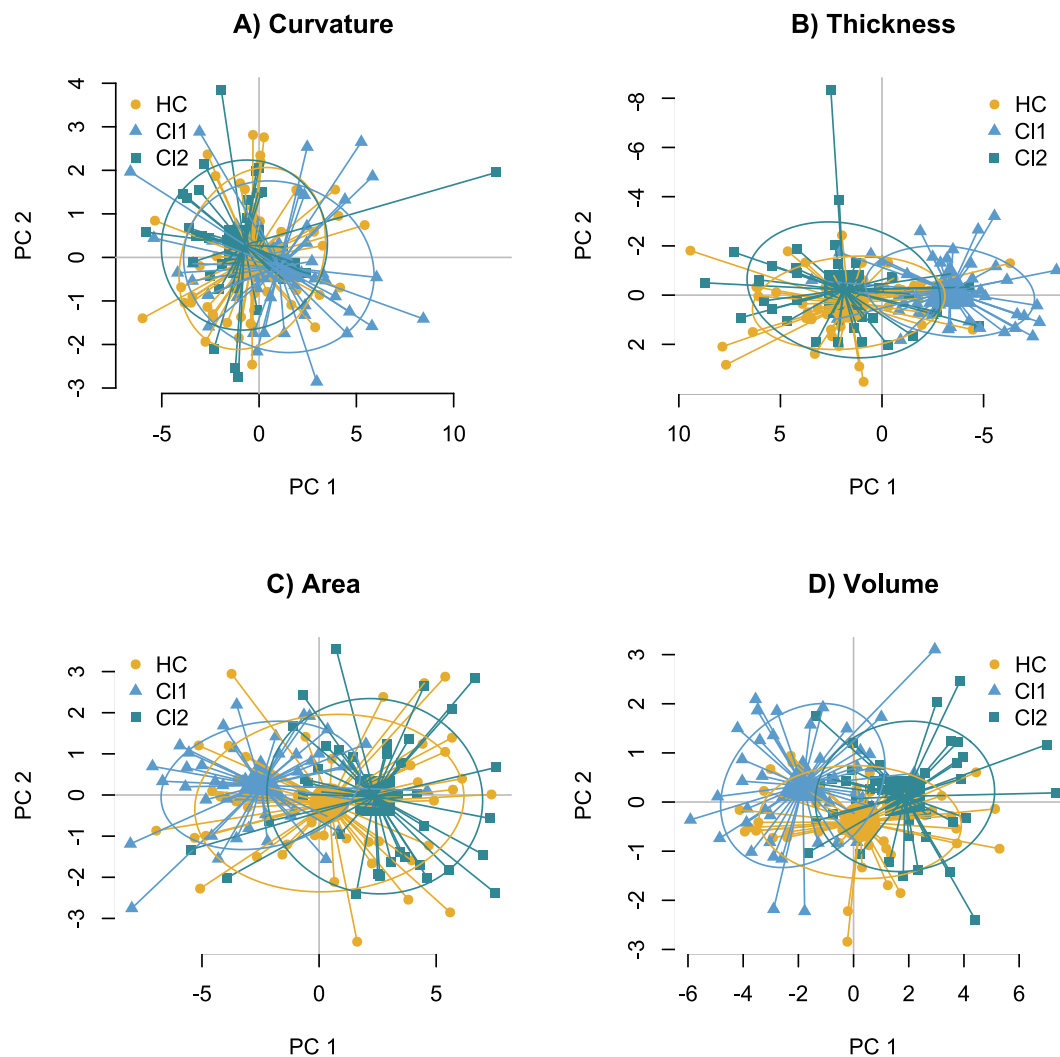 A) Curvature
4
3
2
1
0
-1
-2
-3
PC 2
HC
Cl1
Cl2
-5 0 5 10
PC 1
B) Thickness
-8
-6
-4
-2
0
2
PC 2
HC
Cl1
Cl2
10 5 0 -5
PC 1
C) Area
3
2
1
0
-1
-2
-3
PC 2
HC
Cl1
Cl2
-5 0 5
PC 1
D) Volume
3
2
1
0
-1
-2
-3
PC 2
HC
Cl1
Cl2
-6 -4 -2 0 2 4 6
PC 1